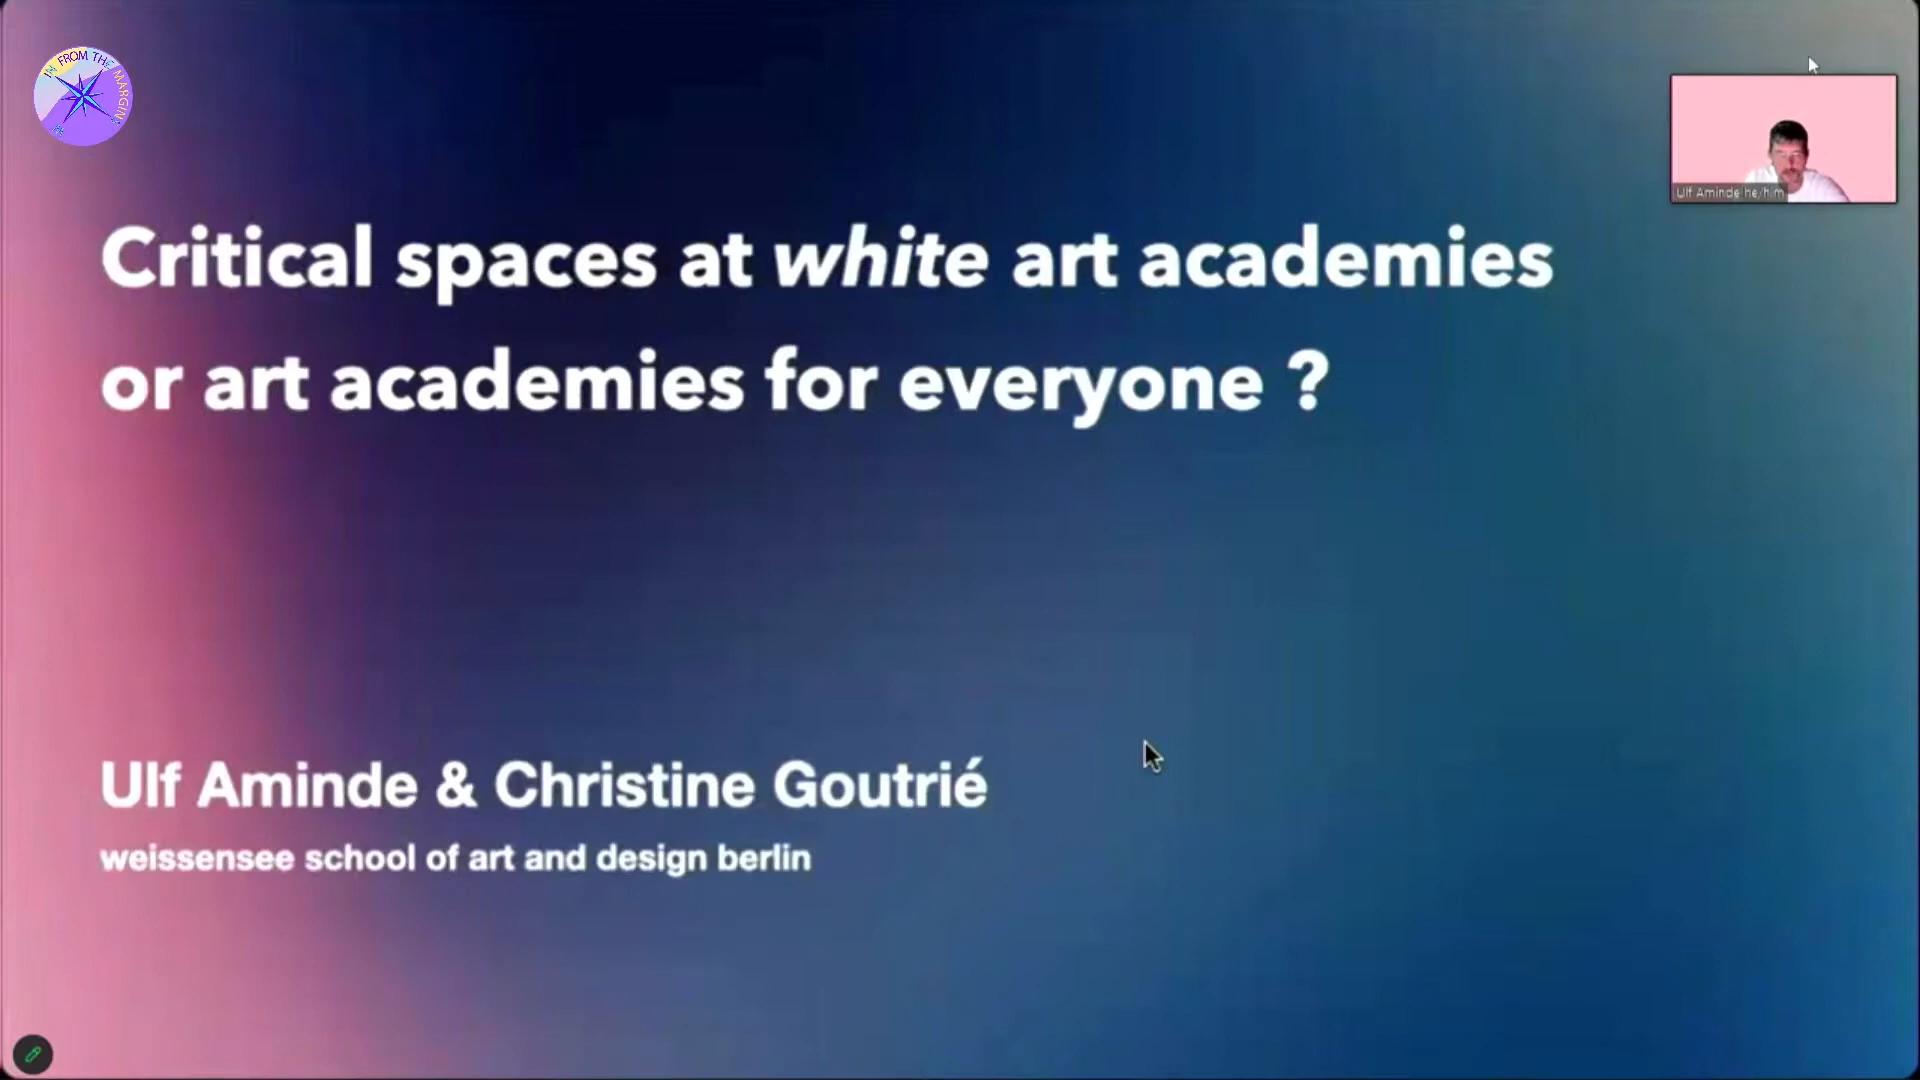 IN FROM THE MARGINS
Ulf Aminde he/him
Critical spaces at white art academies
or art academies for everyone ?
Ulf Aminde & Christine Goutrié
weissensee school of art and design berlin